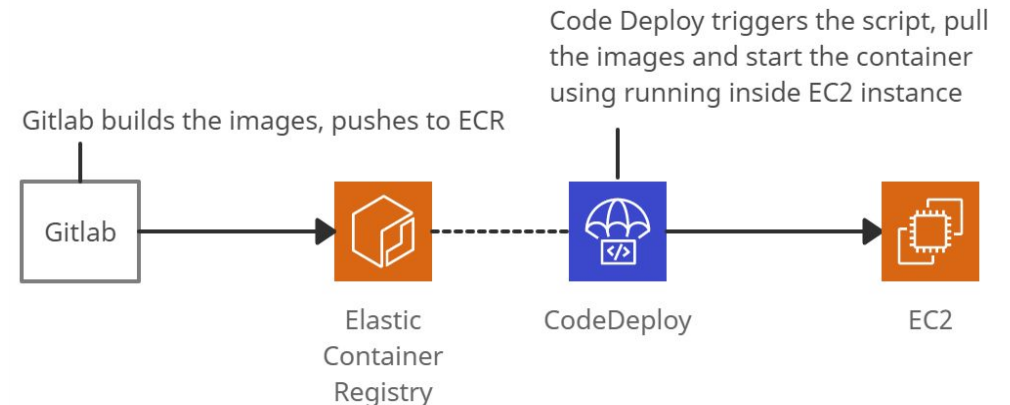 Code Deploy triggers the script, pull
the images and start the container
using running inside EC2 instance
Gitlab builds the images, pushes to ECR
Gitlab
</>
Elastic
Container
Registry
CodeDeploy
EC2